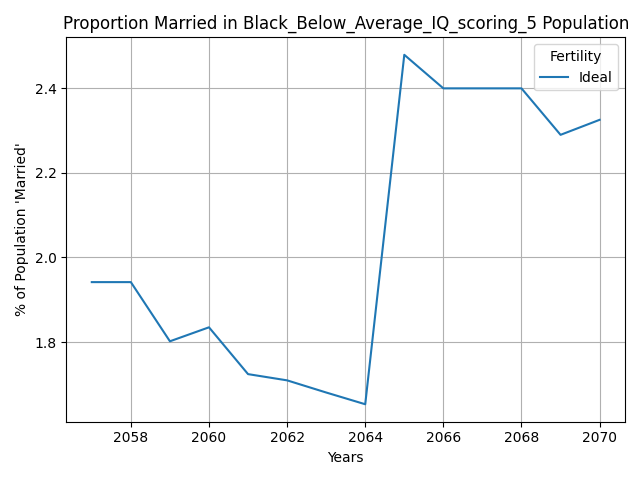 Proportion Married in Black_Below_Average_IQ_scoring_5 Population
Fertility
Ideal
% of Population 'Married'
2.4
2.2
2.0
1.8
2058 2060 2062 2064 2066 2068 2070
Years